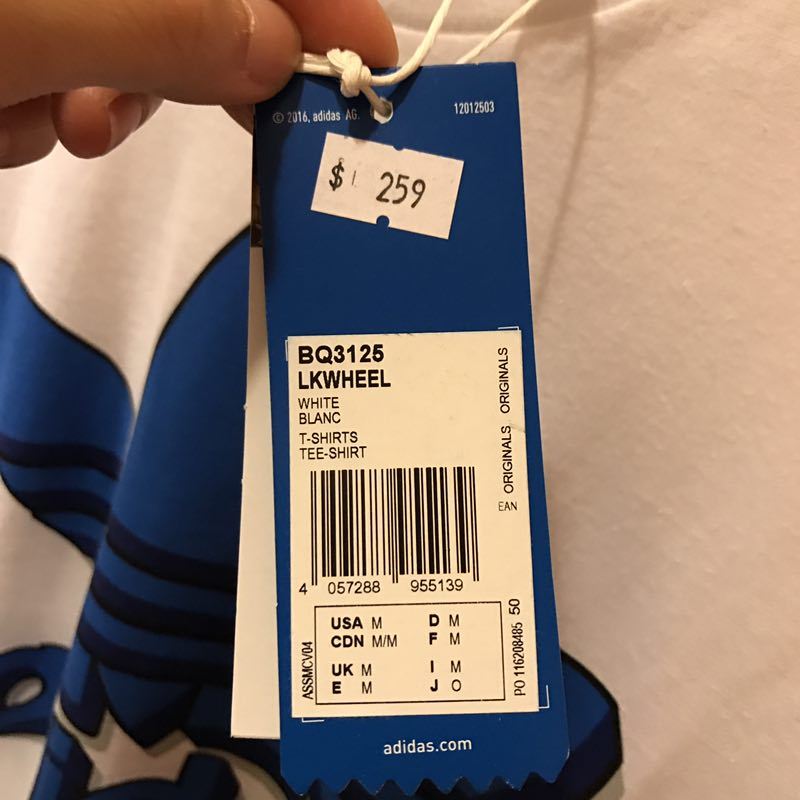 © 2016, adidas AG.
12012503
$ 259
BQ3125
LKWHEEL
WHITE
BLANC
T-SHIRTS
TEE-SHIRT
ORIGINALS ORIGINALS
EAN
4 057288 955139
USA M D M
CDN M/M F M
UK M I M
E M J O
ASSMCV04
PO 116208485 50
adidas.com